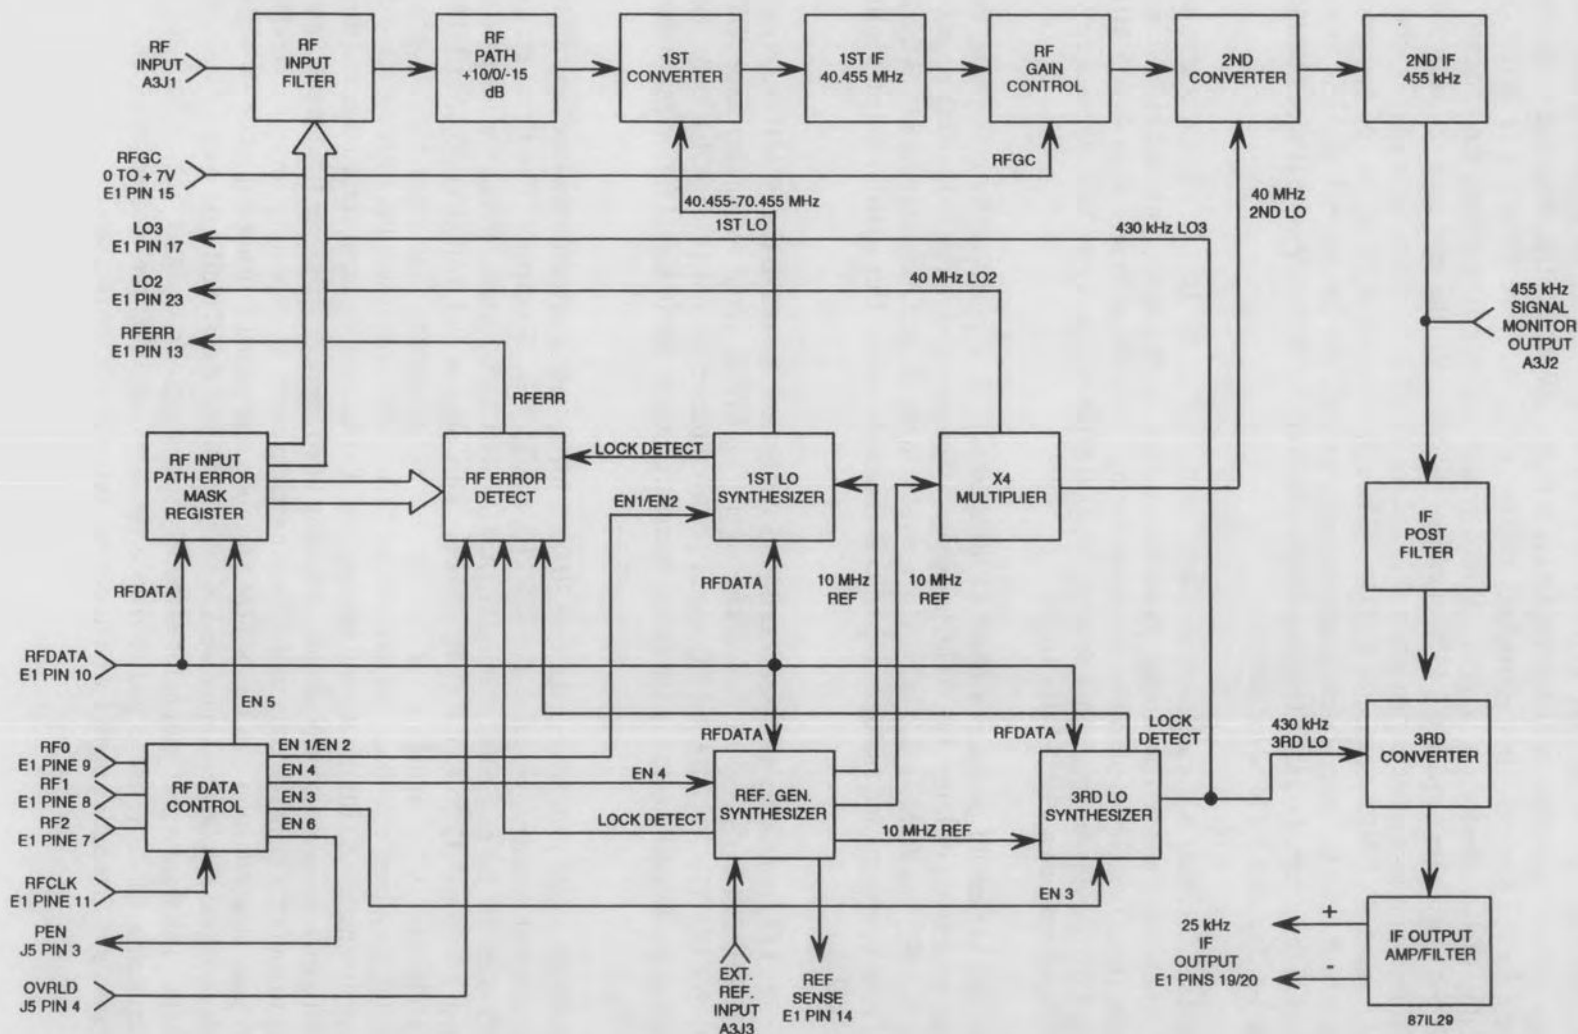 RF
INPUT
A3J1
RF
INPUT
FILTER
RF
PATH
+10/0/-15
dB
1ST
CONVERTER
1ST IF
40.455 MHz
RF
GAIN
CONTROL
2ND
CONVERTER
2ND IF
455 kHz
RFGC
0 TO + 7V
E1 PIN 15
RFGC
40.455-70.455 MHz
1ST LO
40 MHz
2ND LO
LO3
E1 PIN 17
430 kHz LO3
LO2
E1 PIN 23
40 MHz LO2
455 kHz
SIGNAL
MONITOR
OUTPUT
A3J2
RFERR
E1 PIN 13
RFERR
RF INPUT
PATH ERROR
MASK
REGISTER
RF ERROR
DETECT
LOCK DETECT
EN1/EN2
1ST LO
SYNTHESIZER
X4
MULTIPLIER
IF
POST
FILTER
RFDATA
RFDATA
10 MHz
REF
10 MHz
REF
RFDATA
E1 PIN 10
EN 5
RFDATA
RFDATA
LOCK
DETECT
430 kHz
3RD LO
3RD
CONVERTER
RF0
E1 PINE 9
RF1
E1 PINE 8
RF2
E1 PINE 7
RF DATA
CONTROL
EN 1/EN 2
EN 4
EN 3
EN 6
EN 4
LOCK DETECT
REF. GEN.
SYNTHESIZER
10 MHZ REF
3RD LO
SYNTHESIZER
RFCLK
E1 PINE 11
EN 3
PEN
J5 PIN 3
OVRLD
J5 PIN 4
EXT.
REF.
INPUT
A3J3
REF
SENSE
E1 PIN 14
25 kHz
IF
OUTPUT
E1 PINS 19/20
+
-
IF OUTPUT
AMP/FILTER
87IL29